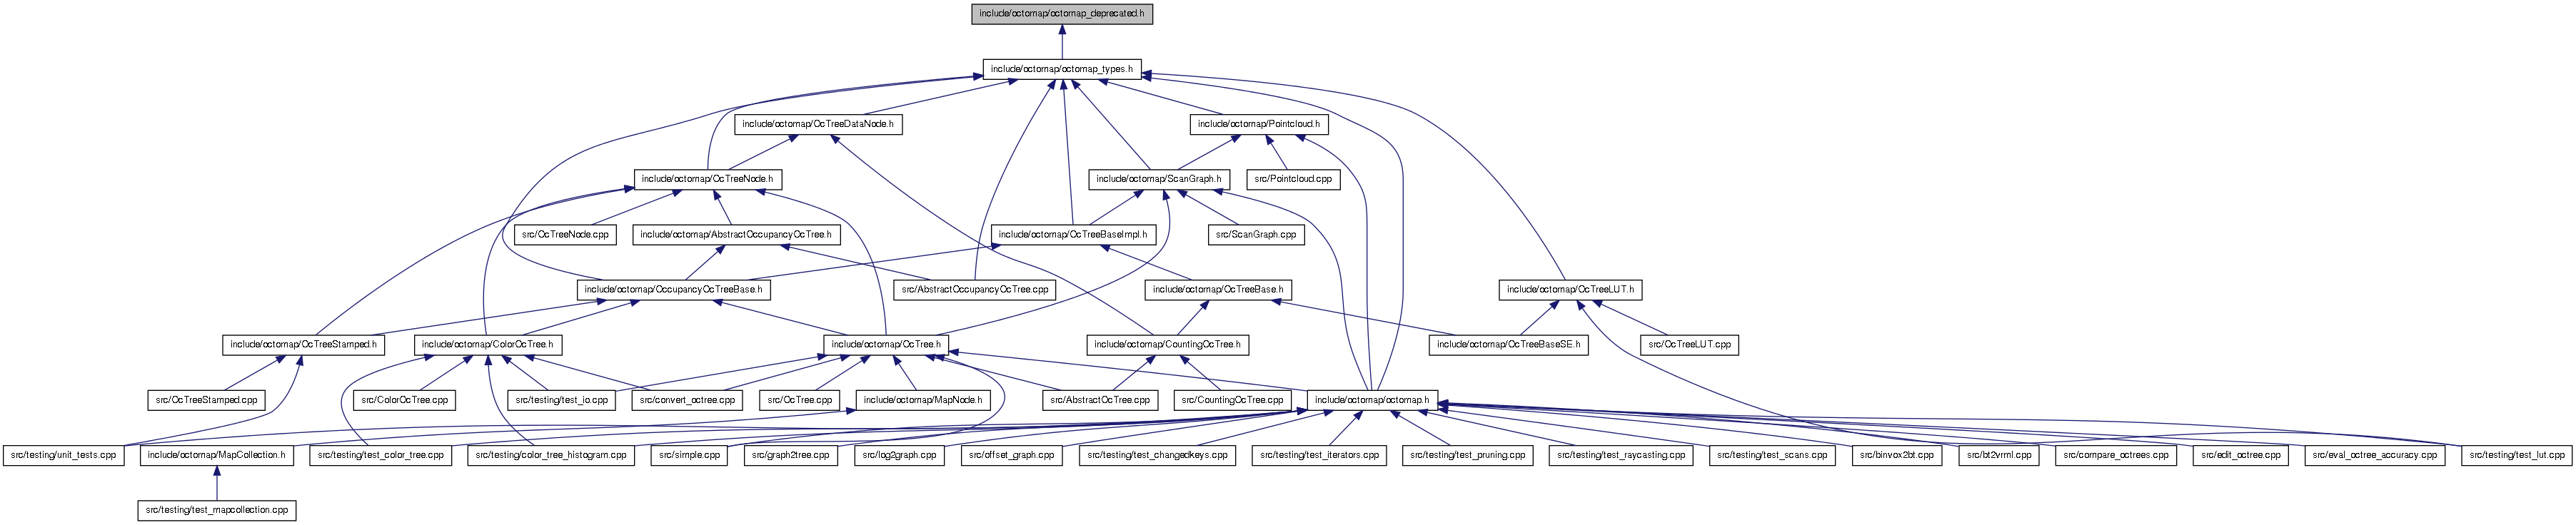 include/octomap/octomap_deprecated.h
include/octomap/octomap_types.h
include/octomap/OcTreeDataNode.h
include/octomap/Pointcloud.h
include/octomap/OcTreeNode.h
include/octomap/ScanGraph.h
src/Pointcloud.cpp
src/OcTreeNode.cpp
include/octomap/AbstractOccupancyOcTree.h
include/octomap/OcTreeBaseImpl.h
src/ScanGraph.cpp
include/octomap/OccupancyOcTreeBase.h
src/AbstractOccupancyOcTree.cpp
include/octomap/OcTreeBase.h
include/octomap/OcTreeLUT.h
include/octomap/OcTreeStamped.h
include/octomap/ColorOcTree.h
include/octomap/OcTree.h
include/octomap/CountingOcTree.h
include/octomap/OcTreeBaseSE.h
src/OcTreeLUT.cpp
src/OcTreeStamped.cpp
src/ColorOcTree.cpp
src/testing/test_io.cpp
src/convert_octree.cpp
src/OcTree.cpp
include/octomap/MapNode.h
src/AbstractOcTree.cpp
src/CountingOcTree.cpp
include/octomap/octomap.h
src/testing/unit_tests.cpp
include/octomap/MapCollection.h
src/testing/test_color_tree.cpp
src/testing/color_tree_histogram.cpp
src/simple.cpp
src/graph2tree.cpp
src/log2graph.cpp
src/offset_graph.cpp
src/testing/test_changedkeys.cpp
src/testing/test_iterators.cpp
src/testing/test_pruning.cpp
src/testing/test_raycasting.cpp
src/testing/test_scans.cpp
src/binvox2bt.cpp
src/bt2vrml.cpp
src/compare_octrees.cpp
src/edit_octree.cpp
src/eval_octree_accuracy.cpp
src/testing/test_lut.cpp
src/testing/test_mapcollection.cpp